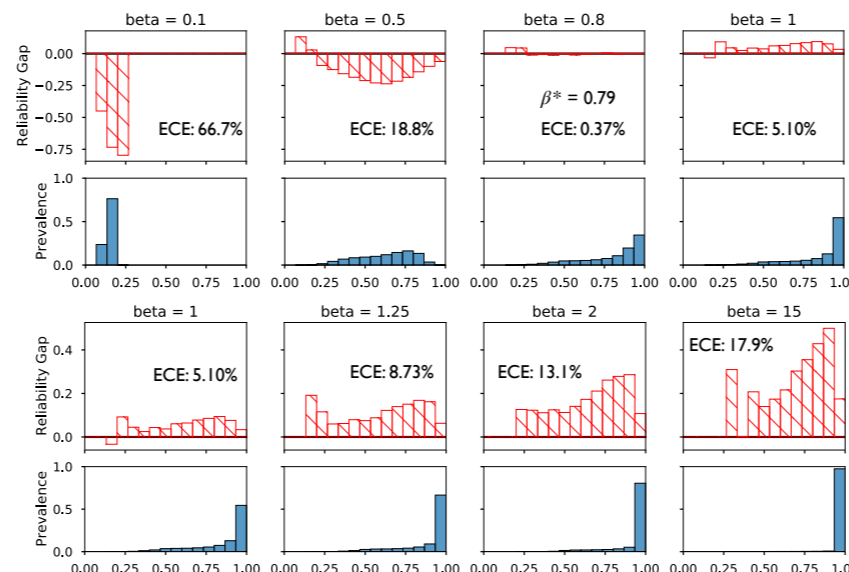 beta = 0.1
beta = 0.5
beta = 0.8
beta = 1
Reliability Gap
0.00
−0.25
−0.50
−0.75
ECE: 66.7%
ECE: 18.8%
β* = 0.79
ECE: 0.37%
ECE: 5.10%
Prevalence
1.0
0.5
0.0
0.00 0.25 0.50 0.75 1.00
0.00 0.25 0.50 0.75 1.00
0.00 0.25 0.50 0.75 1.00
0.00 0.25 0.50 0.75 1.00
beta = 1
beta = 1.25
beta = 2
beta = 15
Reliability Gap
0.4
0.2
0.0
ECE: 5.10%
ECE: 8.73%
ECE: 13.1%
ECE: 17.9%
Prevalence
1.0
0.5
0.0
0.00 0.25 0.50 0.75 1.00
0.00 0.25 0.50 0.75 1.00
0.00 0.25 0.50 0.75 1.00
0.00 0.25 0.50 0.75 1.00